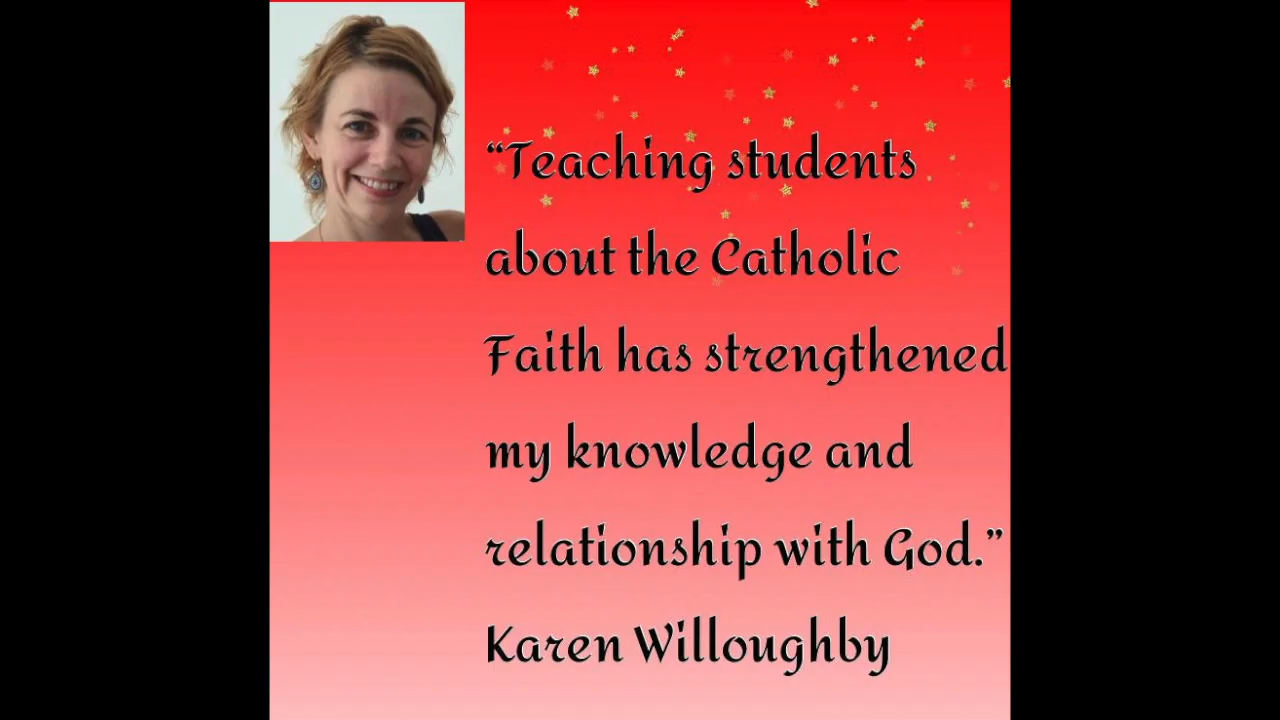 “Teaching students
about the Catholic
Faith has strengthened
my knowledge and
relationship with God.”
Karen Willoughby